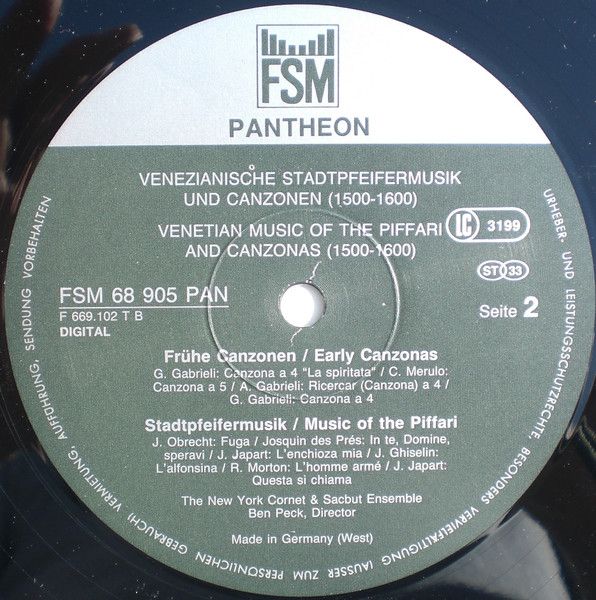 FSM
PANTHEON
VENEZIANISCHE STADTPFEIFERMUSIK
UND CANZONEN (1500-1600)
VENETIAN MUSIC OF THE PIFFARI
AND CANZONAS (1500-1600)
LC 3199
ST 33
FSM 68 905 PAN
F 669.102 T B
DIGITAL
Seite 2
Frühe Canzonen / Early Canzonas
G. Gabrieli: Canzona a 4 "La spiritata" / C. Merulo:
Canzona a 5 / A. Gabrieli: Ricercar (Canzona) a 4 /
G. Gabrieli: Canzona a 4
Stadtpfeifermusik / Music of the Piffari
J. Obrecht: Fuga / Josquin des Prés: In te, Domine,
speravi / J. Japart: L'enchioza mia / J. Ghiselin:
L'alfonsina / R. Morton: L'homme armé / J. Japart:
Questa si chiama
The New York Cornet & Sacbut Ensemble
Ben Peck, Director
Made in Germany (West)
URHEBER- UND LEISTUNGSSCHUTZRECHTE, BESONDERS VERVIELFÄLTIGUNG (AUSSER ZUM PERSÖNLICHEN GEBRAUCH) VERMIETUNG, AUFFÜHRUNG, SENDUNG VORBEHALTEN